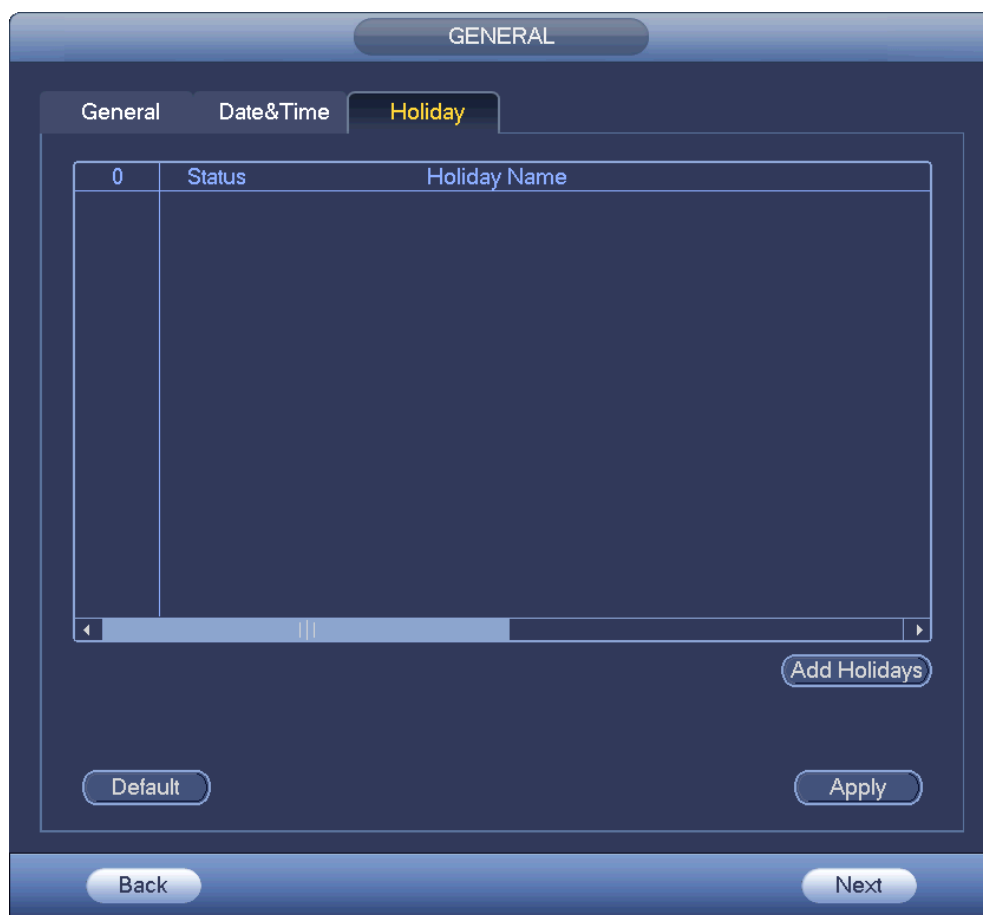 GENERAL
General Date&Time Holiday
0 Status Holiday Name
Add Holidays
Default Apply
Back Next